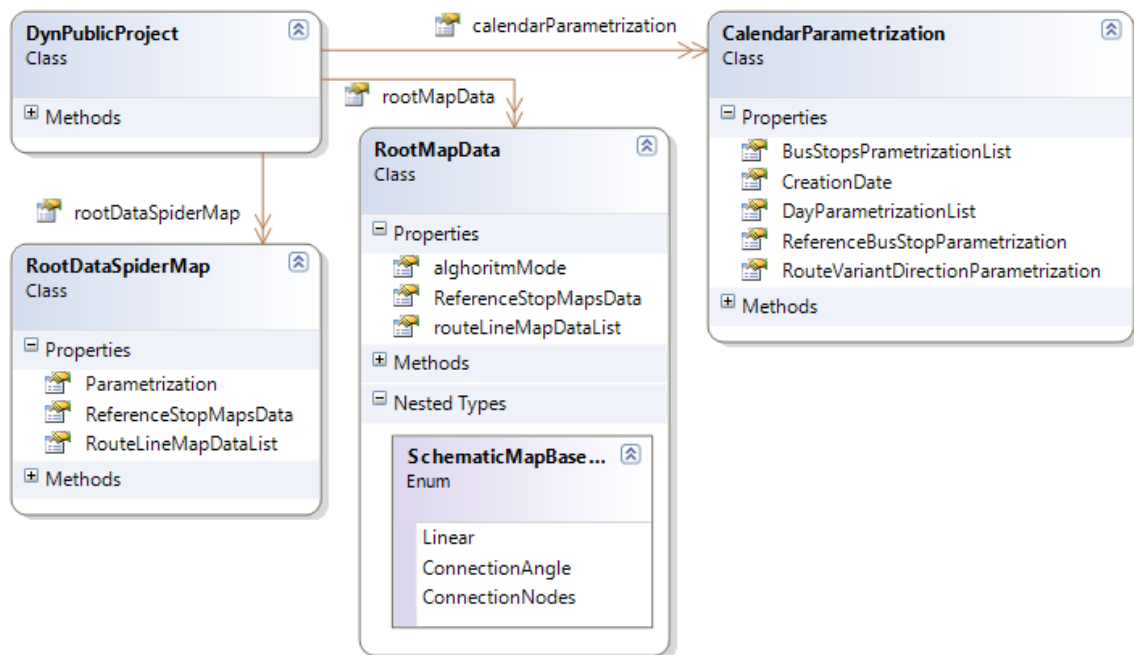 DynPublicProject
Class
Methods
calendarParametrization
rootMapData
rootDataSpiderMap
CalendarParametrization
Class
Properties
BusStopsPrametrizationList
CreationDate
DayParametrizationList
ReferenceBusStopParametrization
RouteVariantDirectionParametrization
Methods
RootMapData
Class
Properties
alghoritmMode
ReferenceStopMapsData
routeLineMapDataList
Methods
Nested Types
SchematicMapBase...
Enum
Linear
ConnectionAngle
ConnectionNodes
RootDataSpiderMap
Class
Properties
Parametrization
ReferenceStopMapsData
RouteLineMapDataList
Methods